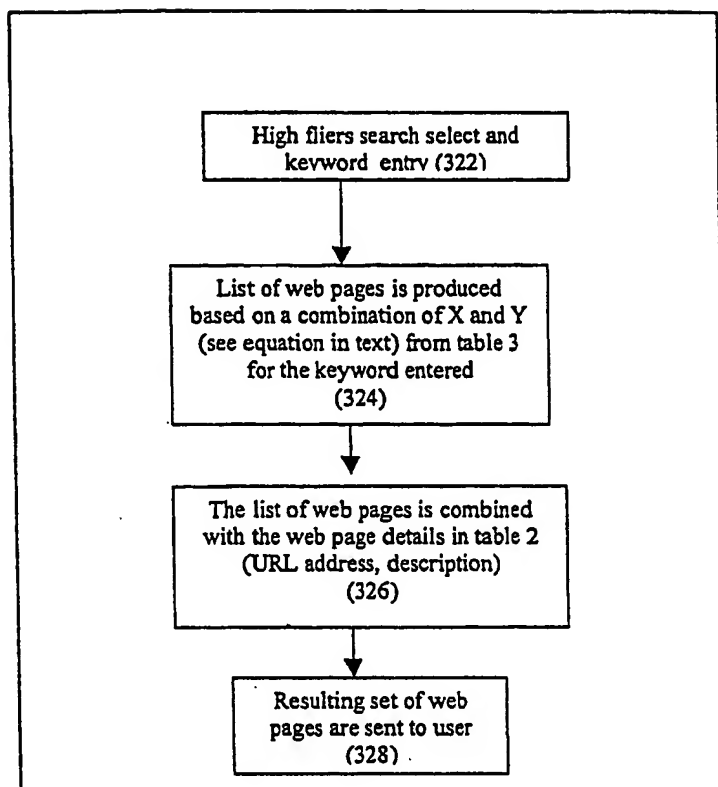 High fliers search select and
keyword entry (322)
List of web pages is produced
based on a combination of X and Y
(see equation in text) from table 3
for the keyword entered
(324)
The list of web pages is combined
with the web page details in table 2
(URL address, description)
(326)
Resulting set of web
pages are sent to user
(328)